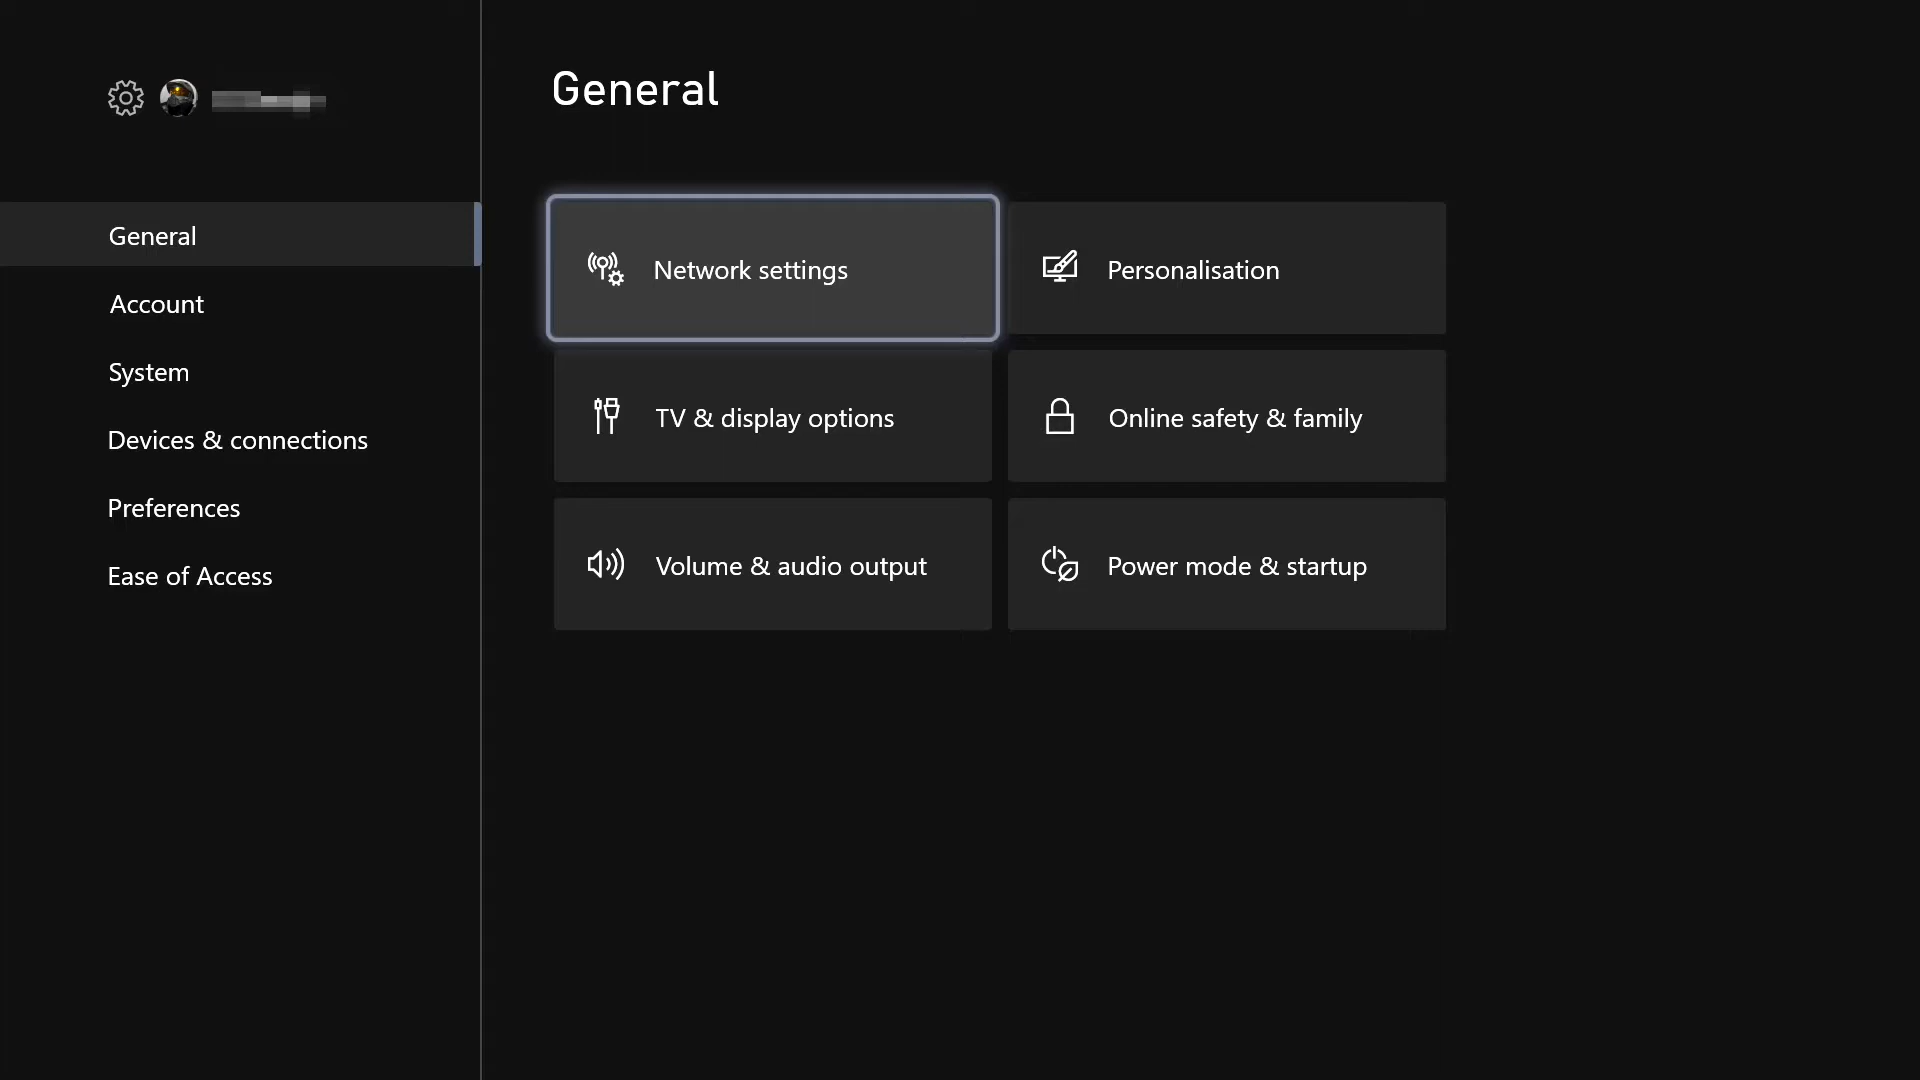 General
Account
System
Devices & connections
Preferences
Ease of Access
General
Network settings
Personalisation
TV & display options
Online safety & family
Volume & audio output
Power mode & startup